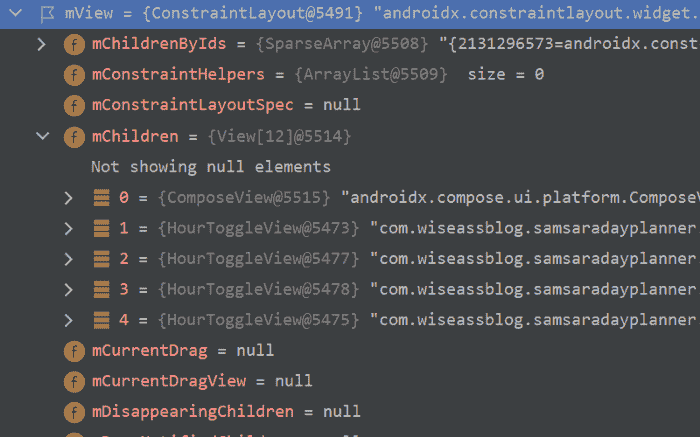 mView = {ConstraintLayout@5491} "androidx.constraintlayout.widget.
f mChildrenByIds = {SparseArray@5508} "{2131296573=androidx.const
f mConstraintHelpers = {ArrayList@5509} size = 0
f mConstraintLayoutSpec = null
f mChildren = {View[12]@5514}
Not showing null elements
0 = {ComposeView@5515} "androidx.compose.ui.platform.ComposeV
1 = {HourToggleView@5473} "com.wiseassblog.samsaradayplanner.
2 = {HourToggleView@5477} "com.wiseassblog.samsaradayplanner.
3 = {HourToggleView@5478} "com.wiseassblog.samsaradayplanner.
4 = {HourToggleView@5475} "com.wiseassblog.samsaradayplanner.
f mCurrentDrag = null
f mCurrentDragView = null
f mDisappearingChildren = null